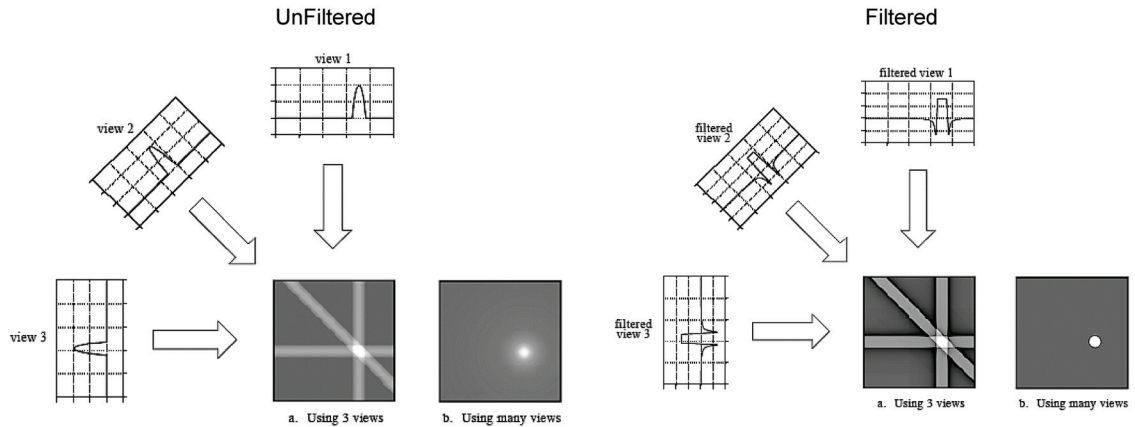 UnFiltered
view 1
view 2
view 3
a. Using 3 views
b. Using many views
Filtered
filtered view 1
filtered
view 2
filtered
view 3
a. Using 3 views
b. Using many views